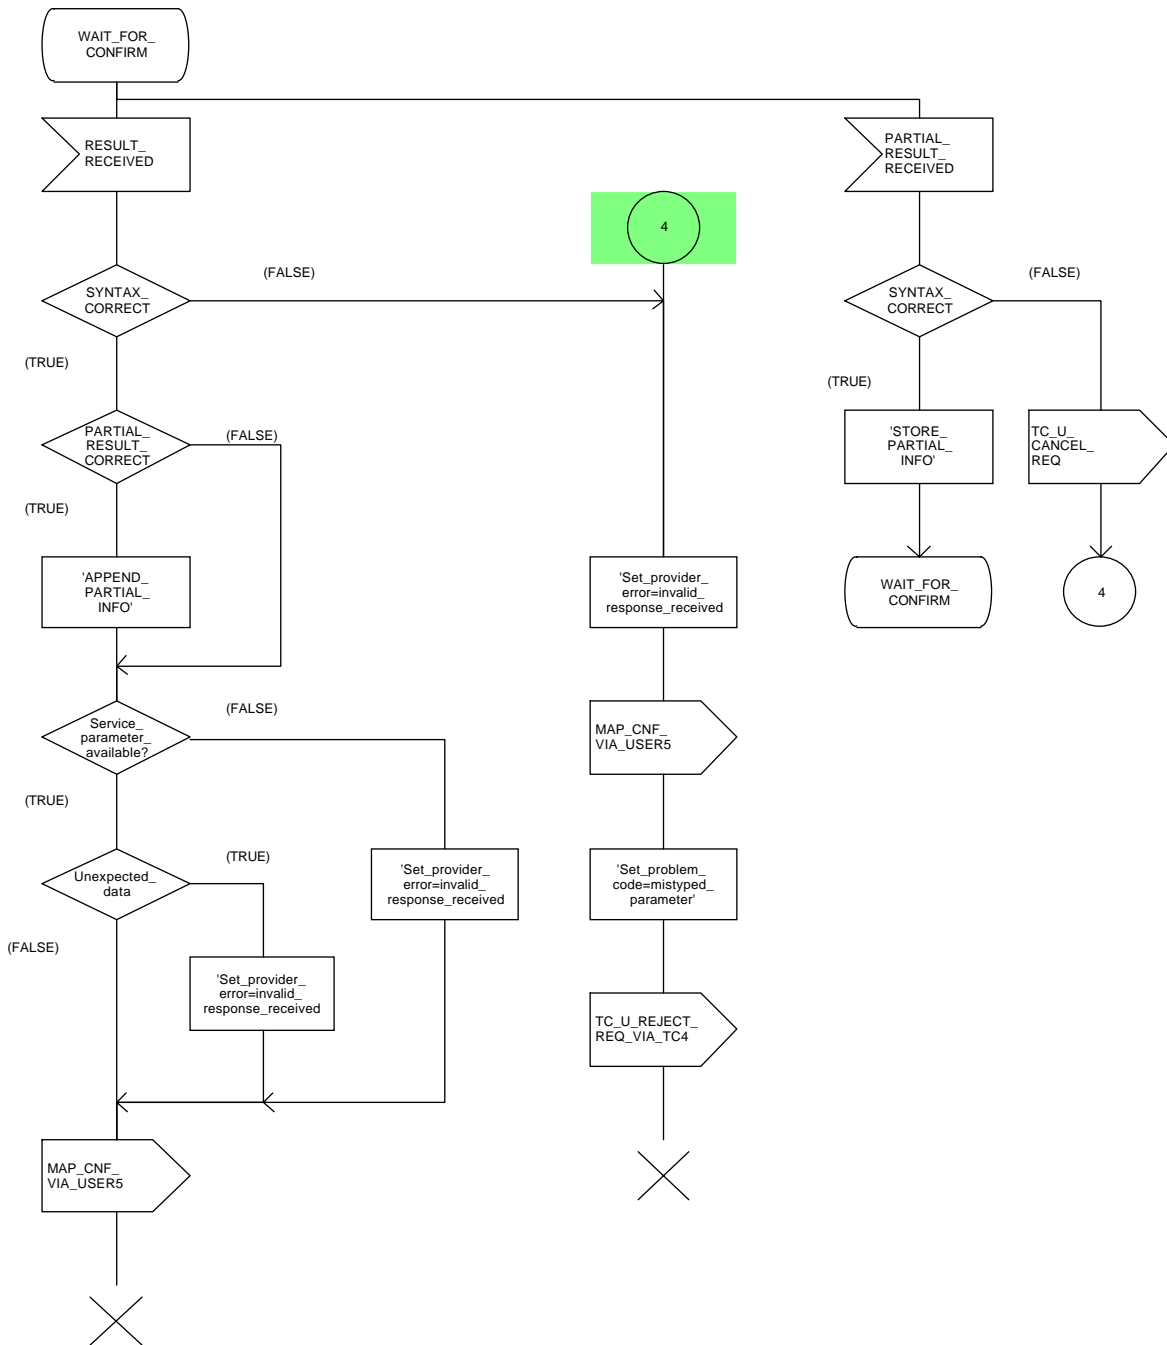 WAIT_FOR_
CONFIRM
RESULT_
RECEIVED
PARTIAL_
RESULT_
RECEIVED
4
(FALSE)
(FALSE)
SYNTAX_
CORRECT
SYNTAX_
CORRECT
(TRUE)
(TRUE)
PARTIAL_
RESULT_
CORRECT
(FALSE)
'STORE_
PARTIAL_
INFO'
TC_U_
CANCEL_
REQ
(TRUE)
'APPEND_
PARTIAL_
INFO'
'Set_provider_
error=invalid_
response_received
WAIT_FOR_
CONFIRM
4
(FALSE)
Service_
parameter_
available?
MAP_CNF_
VIA_USER5
(TRUE)
(TRUE)
Unexpected_
data
'Set_provider_
error=invalid_
response_received
'Set_problem_
code=mistyped_
parameter'
(FALSE)
'Set_provider_
error=invalid_
response_received
TC_U_REJECT_
REQ_VIA_TC4
MAP_CNF_
VIA_USER5